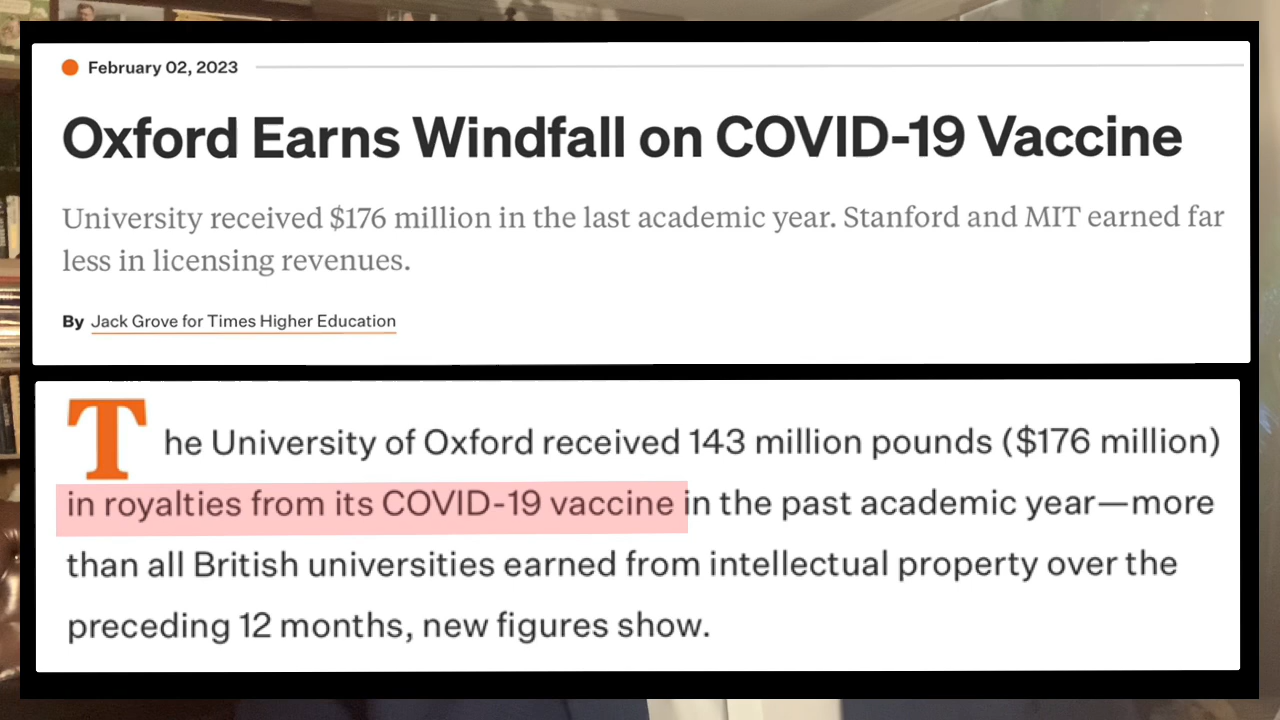 February 02, 2023
Oxford Earns Windfall on COVID-19 Vaccine
University received $176 million in the last academic year. Stanford and MIT earned far
less in licensing revenues.
By Jack Grove for Times Higher Education
The University of Oxford received 143 million pounds ($176 million)
in royalties from its COVID-19 vaccine in the past academic year—more
than all British universities earned from intellectual property over the
preceding 12 months, new figures show.